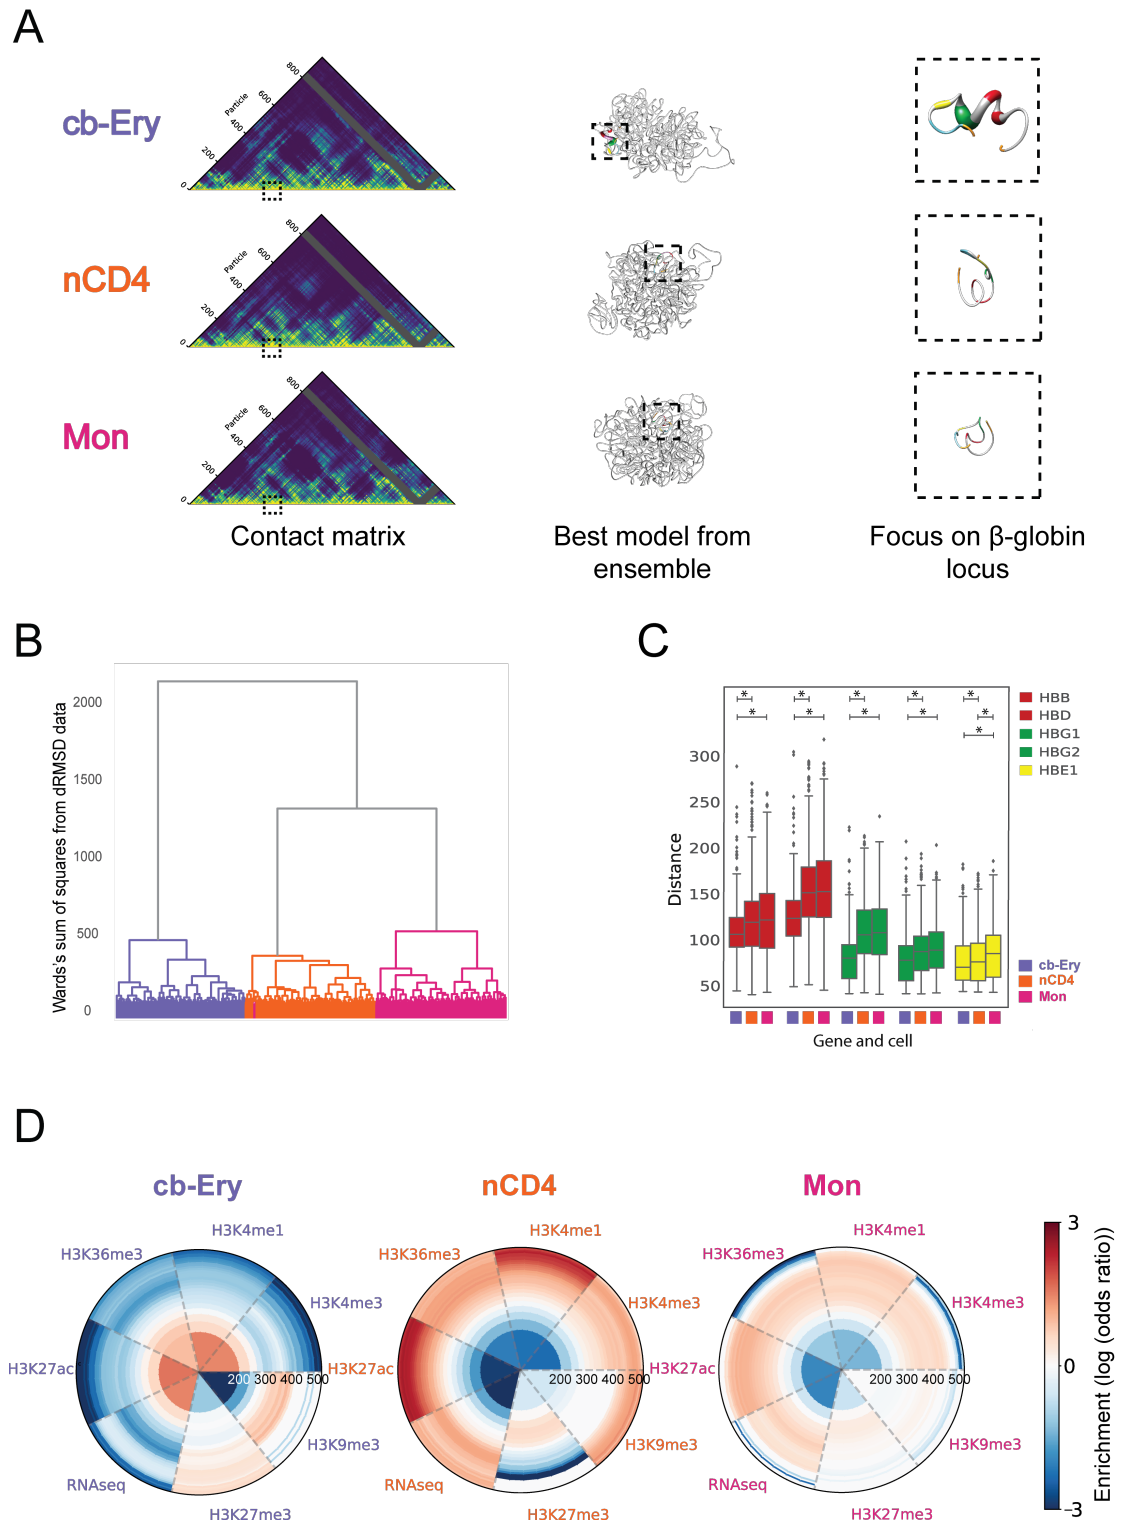 A
cb-Ery
Particle
0
200
400
600
800
nCD4
Particle
0
200
400
600
800
Mon
Particle
0
200
400
600
800
Contact matrix
Best model from
ensemble
Focus on β-globin
locus
B
Wards's sum of squares from dRMSD data
2000
1500
1000
500
0
C
Distance
300
250
200
150
100
50
* * * * *
* * * * *
*
HBB
HBD
HBG1
HBG2
HBE1
cb-Ery
nCD4
Mon
Gene and cell
D
cb-Ery
H3K4me1
H3K36me3
H3K4me3
H3K27ac
200 300 400 500
H3K9me3
RNAseq
H3K27me3
nCD4
H3K4me1
H3K36me3
H3K4me3
H3K27ac
200 300 400 500
H3K9me3
RNAseq
H3K27me3
Mon
H3K4me1
H3K36me3
H3K4me3
H3K27ac
200 300 400 500
H3K9me3
RNAseq
H3K27me3
3
0
−3
Enrichment (log (odds ratio))